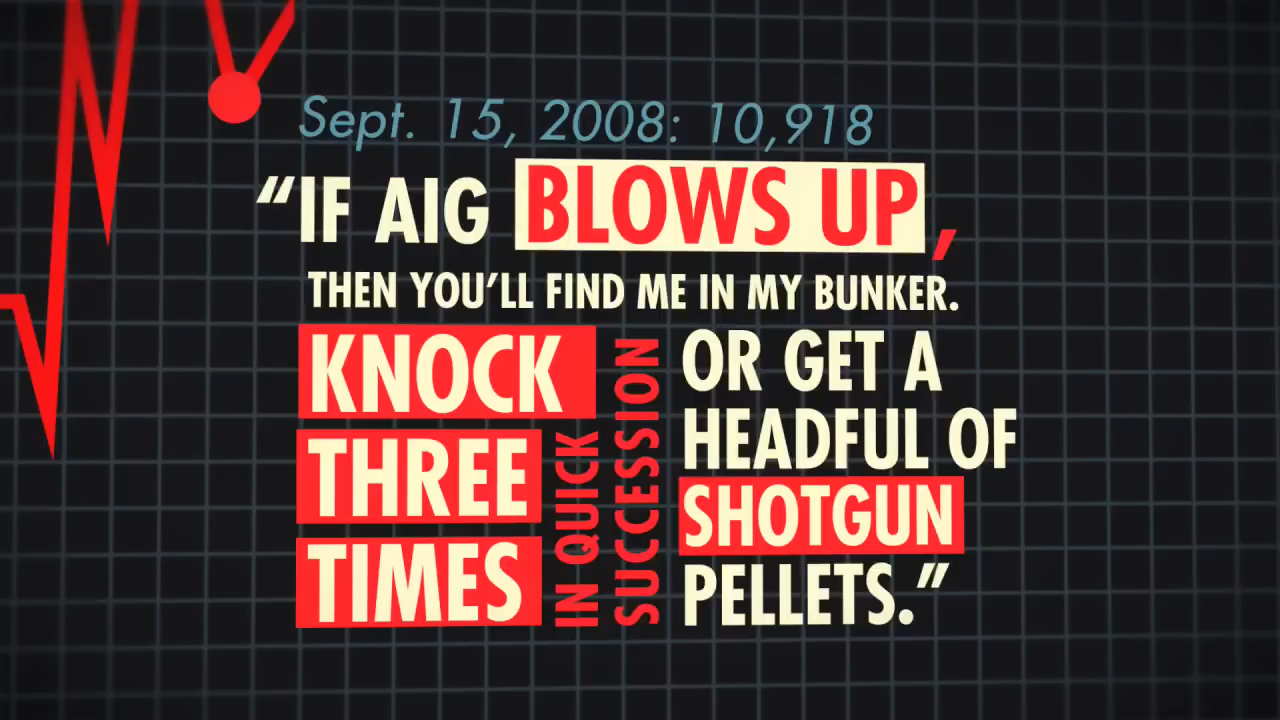 Sept. 15, 2008: 10,918
“IF AIG BLOWS UP,
THEN YOU’LL FIND ME IN MY BUNKER.
KNOCK
THREE
TIMES
IN QUICK
SUCCESSION
OR GET A
HEADFUL OF
SHOTGUN
PELLETS.”